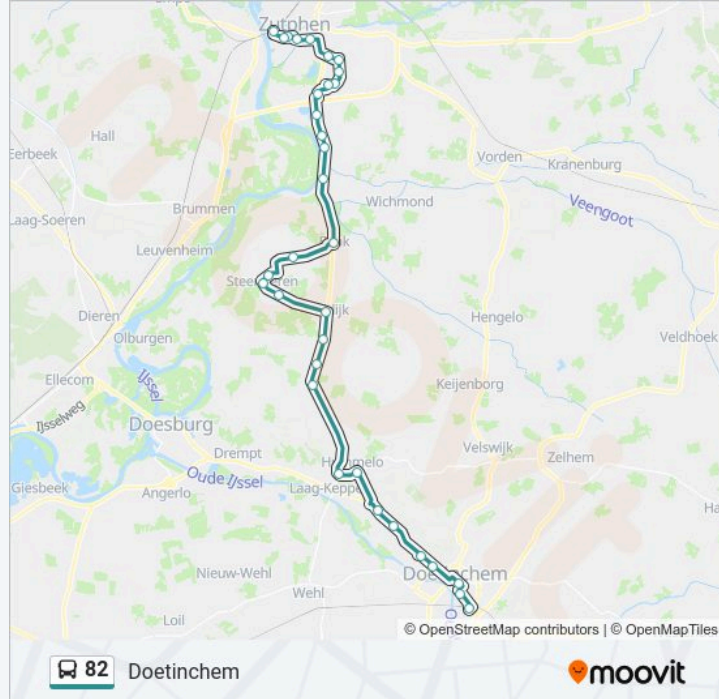 Zutphen
Hall
Eerbeek
Vorden
Kranenburg
Laag-Soeren
Brummen
Wichmond
Veengoot
Leuvenheim
Dieren
Olburgen
Hengelo
Veldhoek
Ellecom
IJssel
Keijenborg
IJsselweg
Doesburg
Velswijk
Zelhem
Drempt
Giesbeek
Angerlo
Oude IJssel
Laag-Keppe
Nieuw-Wehl
Wehl
Doetinchem
Loil
© OpenStreetMap contributors | © OpenMapTiles
82 Doetinchem
moovit